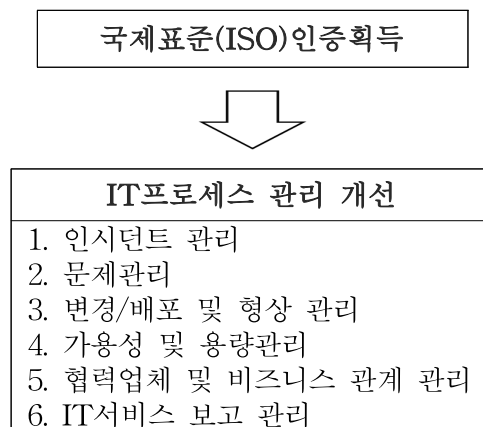 국제표준(ISO)인증획득
IT프로세스 관리 개선
1. 인시던트 관리
2. 문제관리
3. 변경/배포 및 형상 관리
4. 가용성 및 용량관리
5. 협력업체 및 비즈니스 관계 관리
6. IT서비스 보고 관리